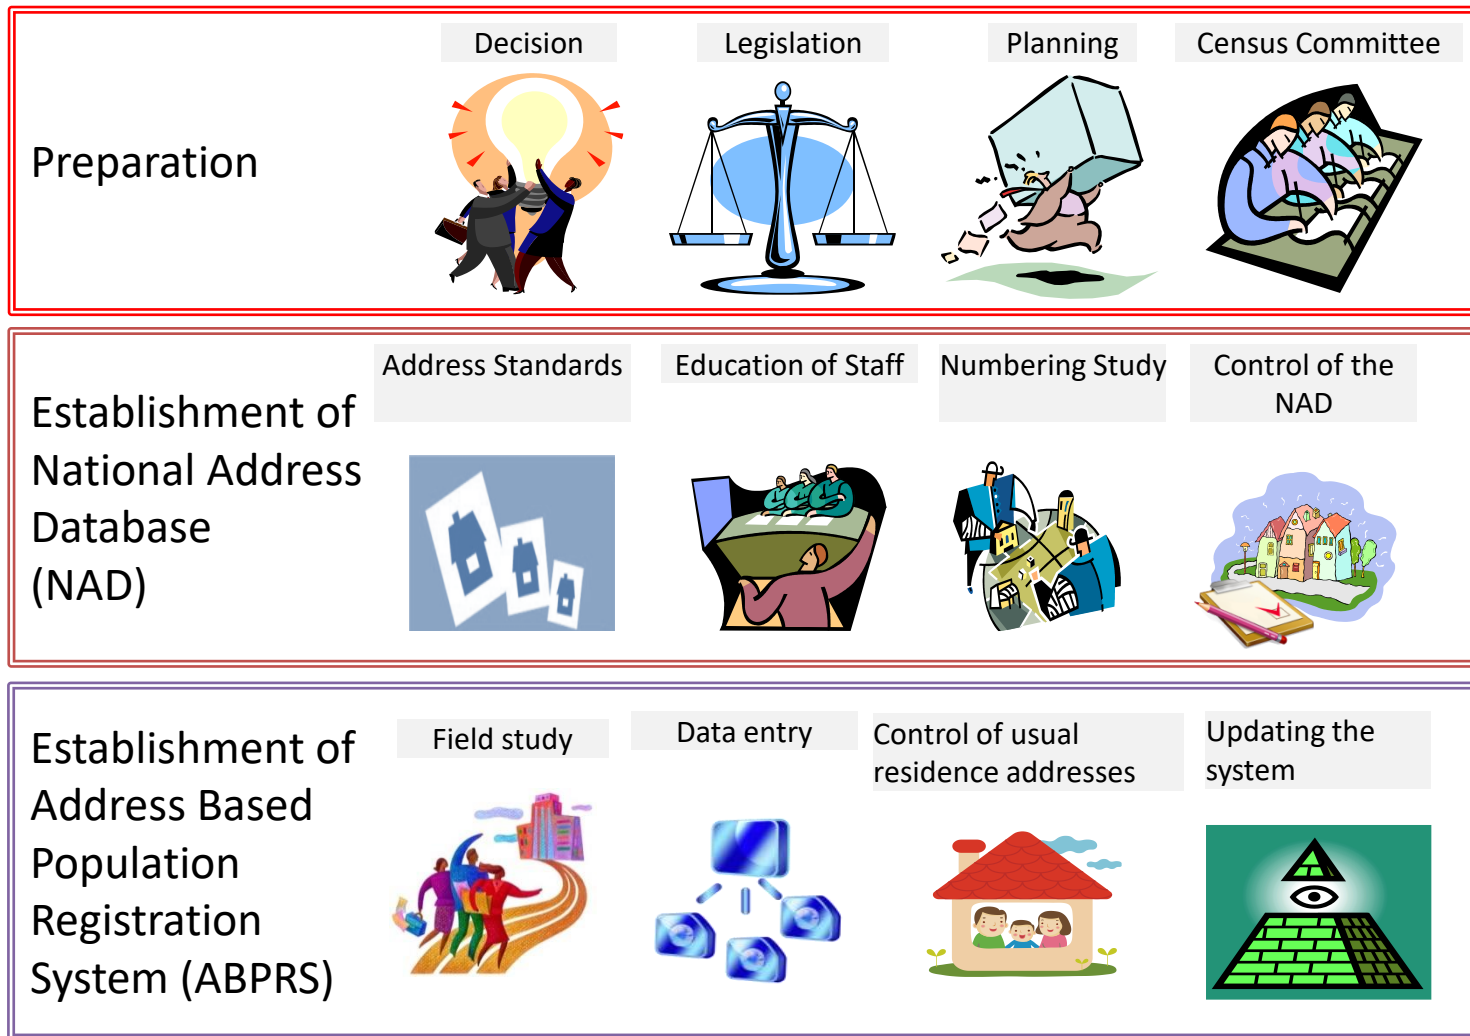 Preparation
Decision
Legislation
Planning
Census Committee
Establishment of
National Address
Database
(NAD)
Address Standards
Education of Staff
Numbering Study
Control of the
NAD
Establishment of
Address Based
Population
Registration
System (ABPRS)
Field study
Data entry
Control of usual
residence addresses
Updating the
system